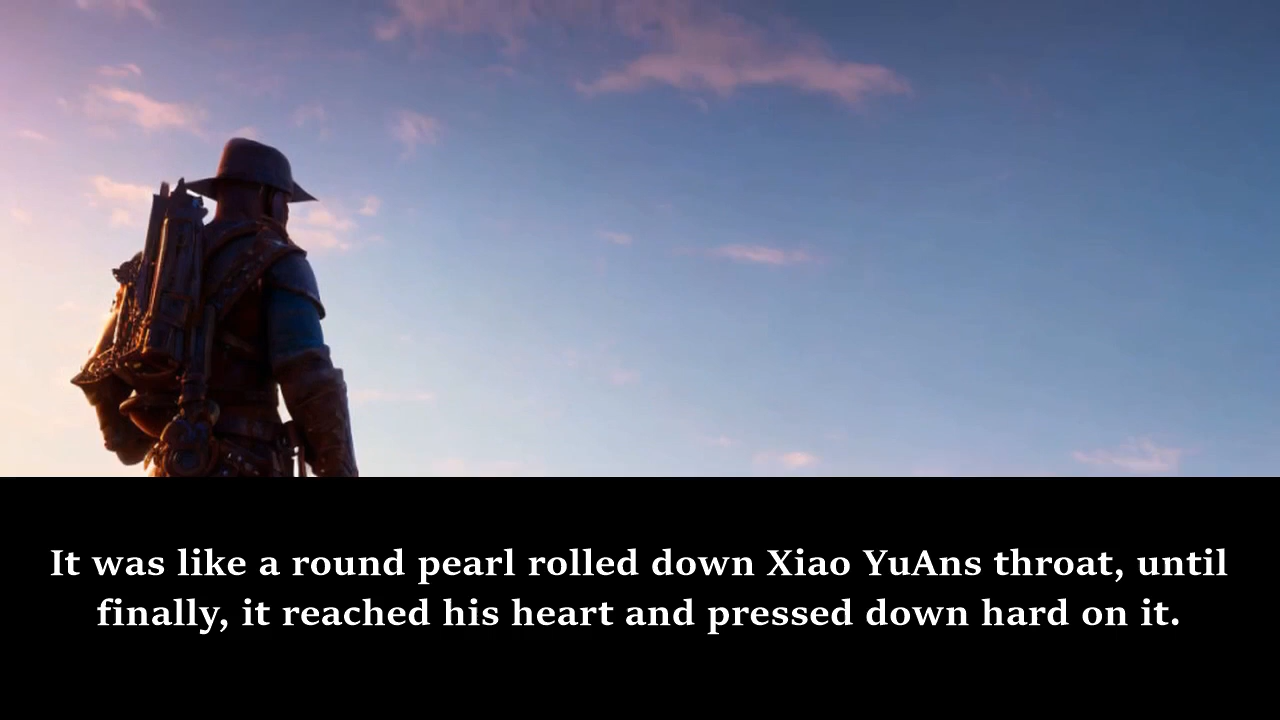 It was like a round pearl rolled down Xiao YuAns throat, until
finally, it reached his heart and pressed down hard on it.